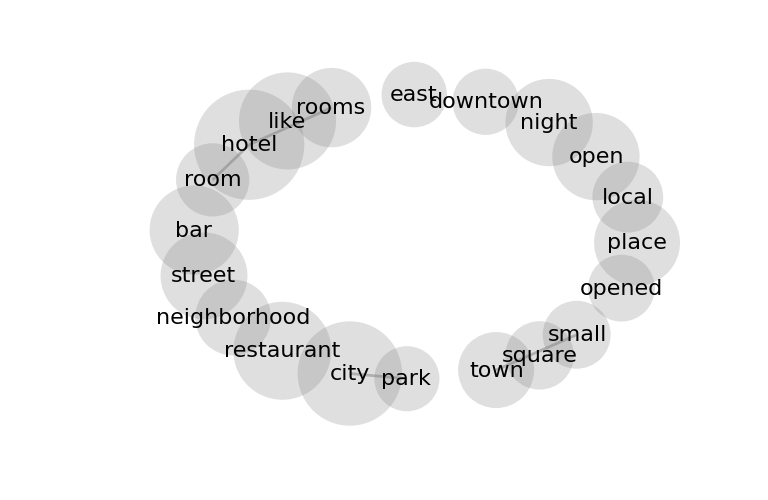 east
downtown
rooms
like
night
hotel
open
room
local
bar
place
street
opened
neighborhood
small
restaurant
square
city
town
park